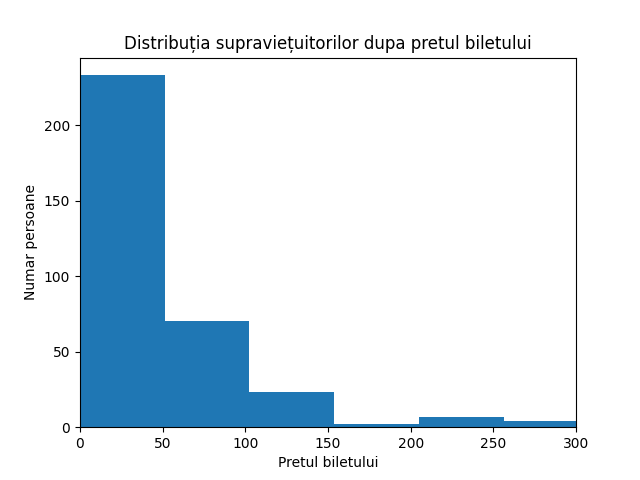 Distribuția supraviețuitorilor dupa pretul biletului
Numar persoane
200
150
100
50
0
0 50 100 150 200 250 300
Pretul biletului